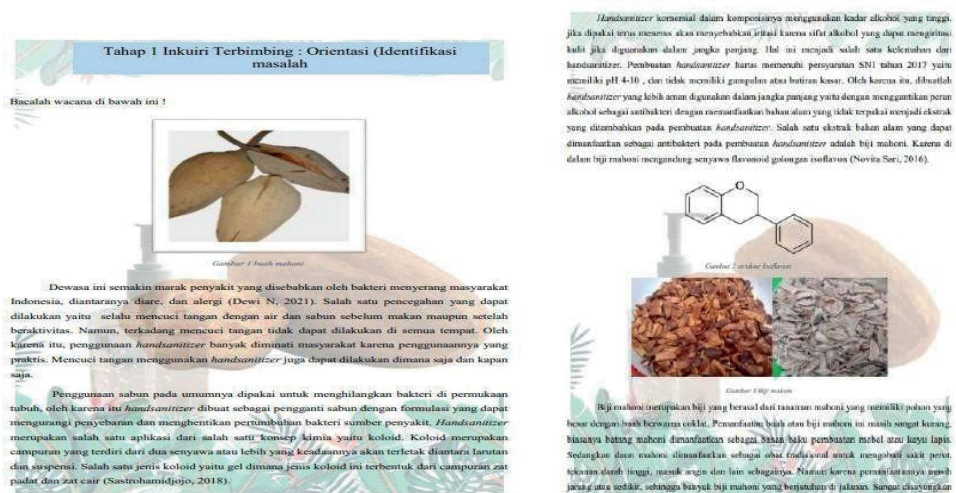 Tahap 1 Inkuiri Terbimbing : Orientasi (Identifikasi
masalah
Bacalah wacana di bawah ini !
Gambar 1 buah mahoni
Dewasa ini semakin marak penyakit yang disebabkan oleh bakteri menyerang masyarakat
Indonesia, diantaranya diare, dan alergi (Dewi N, 2021). Salah satu pencegahan yang dapat
dilakukan yaitu selalu mencuci tangan dengan air dan sabun sebelum makan maupun setelah
beraktivitas. Namun, terkadang mencuci tangan tidak dapat dilakukan di semua tempat. Oleh
karena itu, penggunaan handsanitizer banyak diminati masyarakat karena penggunaannya yang
praktis. Mencuci tangan menggunakan handsanitizer juga dapat dilakukan dimana saja dan kapan
saja.
Penggunaan sabun pada umumnya dipakai untuk menghilangkan bakteri di permukaan
tubuh, oleh karena itu handsanitizer dibuat sebagai pengganti sabun dengan formulasi yang dapat
mengurangi penyebaran dan menghentikan pertumbuhan bakteri sumber penyakit. Handsanitizer
merupakan salah satu aplikasi dari salah satu konsep kimia yaitu koloid. Koloid merupakan
campuran yang terdiri dari dua senyawa atau lebih yang keadaannya akan terletak diantara larutan
dan suspensi. Salah satu jenis koloid yaitu gel dimana jenis koloid ini terbentuk dari campuran zat
padat dan zat cair (Sastrohamidjojo, 2018).
Handsanitizer komersial dalam komposisinya menggunakan kadar alkohol yang tinggi,
jika dipakai terus menerus akan menyebabkan iritasi karena sifat alkohol yang dapat mengiritasi
kulit jika digunakan dalam jangka panjang. Hal ini menjadi salah satu kelemahan dari
handsanitizer. Pembuatan handsanitizer harus memenuhi persyaratan SNI tahun 2017 yaitu
memiliki pH 4-10 , dan tidak memiliki gumpalan atau butiran kasar. Oleh karena itu, dibuatlah
handsanitizer yang lebih aman digunakan dalam jangka panjang yaitu dengan menggantikan peran
alkohol sebagai antibakteri dengan memanfaatkan bahan alam yang tidak terpakai menjadi ekstrak
yang ditambahkan pada pembuatan handsanitizer. Salah satu ekstrak bahan alam yang dapat
dimanfaatkan sebagai antibakteri pada pembuatan handsanitizer adalah biji mahoni. Karena di
dalam biji mahoni mengandung senyawa flavonoid golongan isoflavon (Novita Sari, 2016).
O
Gambar 2 struktur Isoflavon
Gambar 3 Biji mahoni
Biji mahoni merupakan biji yang berasal dari tanaman mahoni yang memiliki pohon yang
besar dengan buah berwarna coklat. Pemanfaatan buah atau biji mahoni ini masih sangat kurang,
biasanya batang mahoni dimanfaatkan sebagai bahan baku pembuatan mebel atau kayu lapis.
Sedangkan daun mahoni dimanfaatkan sebagai obat tradisional untuk mengobati sakit perut,
tekanan darah tinggi, masuk angin dan lain sebagainya. Namun karena pemanfaatannya masih
jarang atau sedikit, sehingga banyak biji mahoni yang berjatuhan di jalanan. Sangat disayangkan